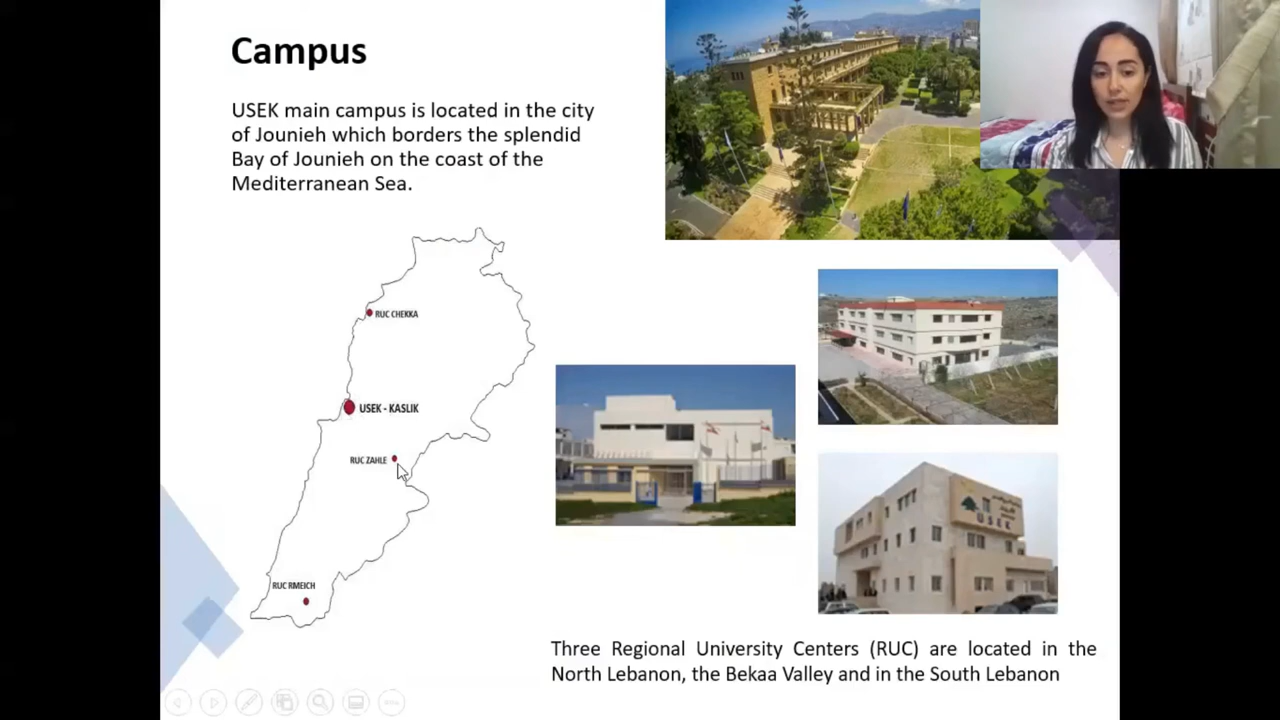 Campus
USEK main campus is located in the city
of Jounieh which borders the splendid
Bay of Jounieh on the coast of the
Mediterranean Sea.
RUC CHEKKA
USEK - KASLIK
RUC ZAHLE
RUC RMEICH
USEK
Three Regional University Centers (RUC) are located in the
North Lebanon, the Bekaa Valley and in the South Lebanon